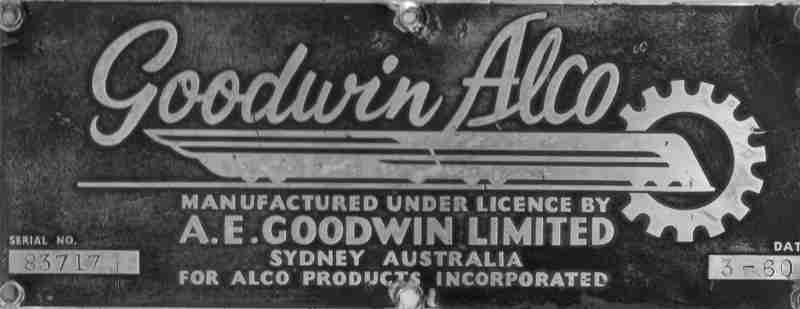 Goodwin Alco
MANUFACTURED UNDER LICENCE BY
A.E. GOODWIN LIMITED
SYDNEY AUSTRALIA
FOR ALCO PRODUCTS INCORPORATED
SERIAL NO.
83717
DAT
3-60